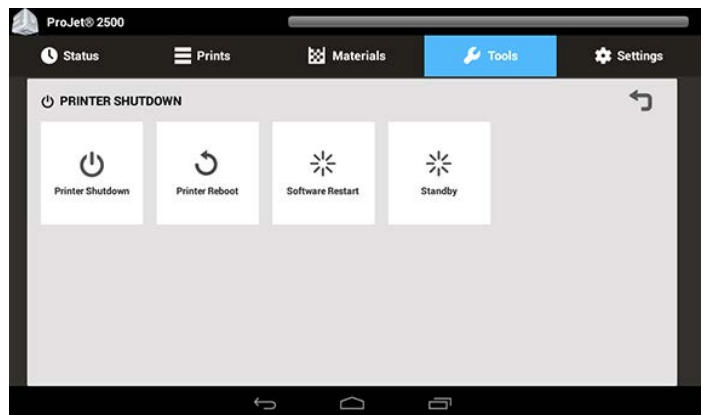 ProJet® 2500
Status Prints Materials Tools Settings
PRINTER SHUTDOWN
Printer Shutdown Printer Reboot Software Restart Standby